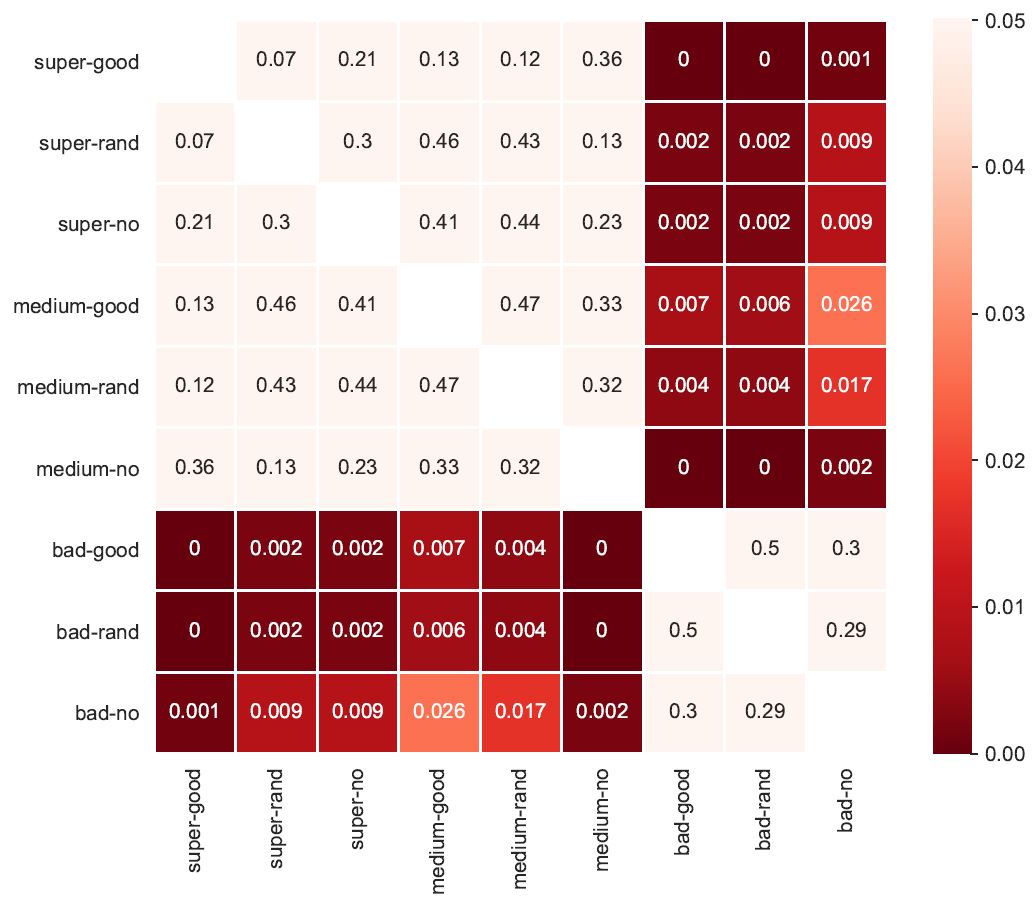 super-good 0.07 0.21 0.13 0.12 0.36 0 0 0.001
super-rand 0.07 0.3 0.46 0.43 0.13 0.002 0.002 0.009
super-no 0.21 0.3 0.41 0.44 0.23 0.002 0.002 0.009
medium-good 0.13 0.46 0.41 0.47 0.33 0.007 0.006 0.026
medium-rand 0.12 0.43 0.44 0.47 0.32 0.004 0.004 0.017
medium-no 0.36 0.13 0.23 0.33 0.32 0 0 0.002
bad-good 0 0.002 0.002 0.007 0.004 0 0.5 0.3
bad-rand 0 0.002 0.002 0.006 0.004 0 0.5 0.29
bad-no 0.001 0.009 0.009 0.026 0.017 0.002 0.3 0.29
super-good super-rand super-no medium-good medium-rand medium-no bad-good bad-rand bad-no
0.05
0.04
0.03
0.02
0.01
0.00